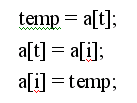 temp = a[t];
a[t] = a[i];
a[i] = temp;